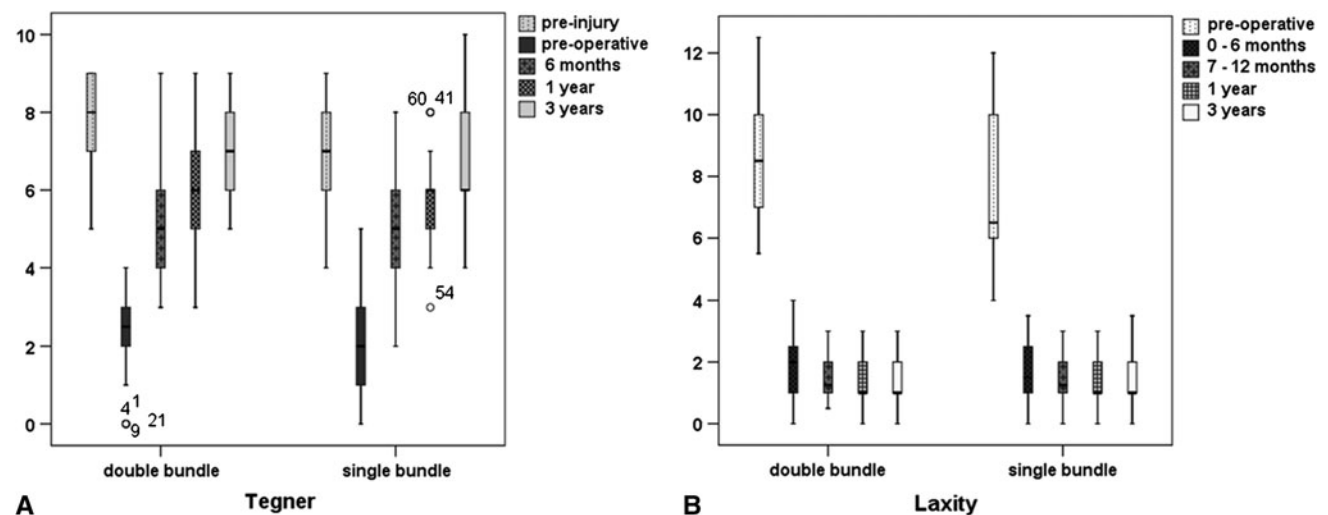 10
8
6
4
2
0
60 41
54
4 1
9 21
double bundle single bundle
A Tegner
pre-injury
pre-operative
6 months
1 year
3 years
12
10
8
6
4
2
0
double bundle single bundle
B Laxity
pre-operative
0 - 6 months
7 - 12 months
1 year
3 years